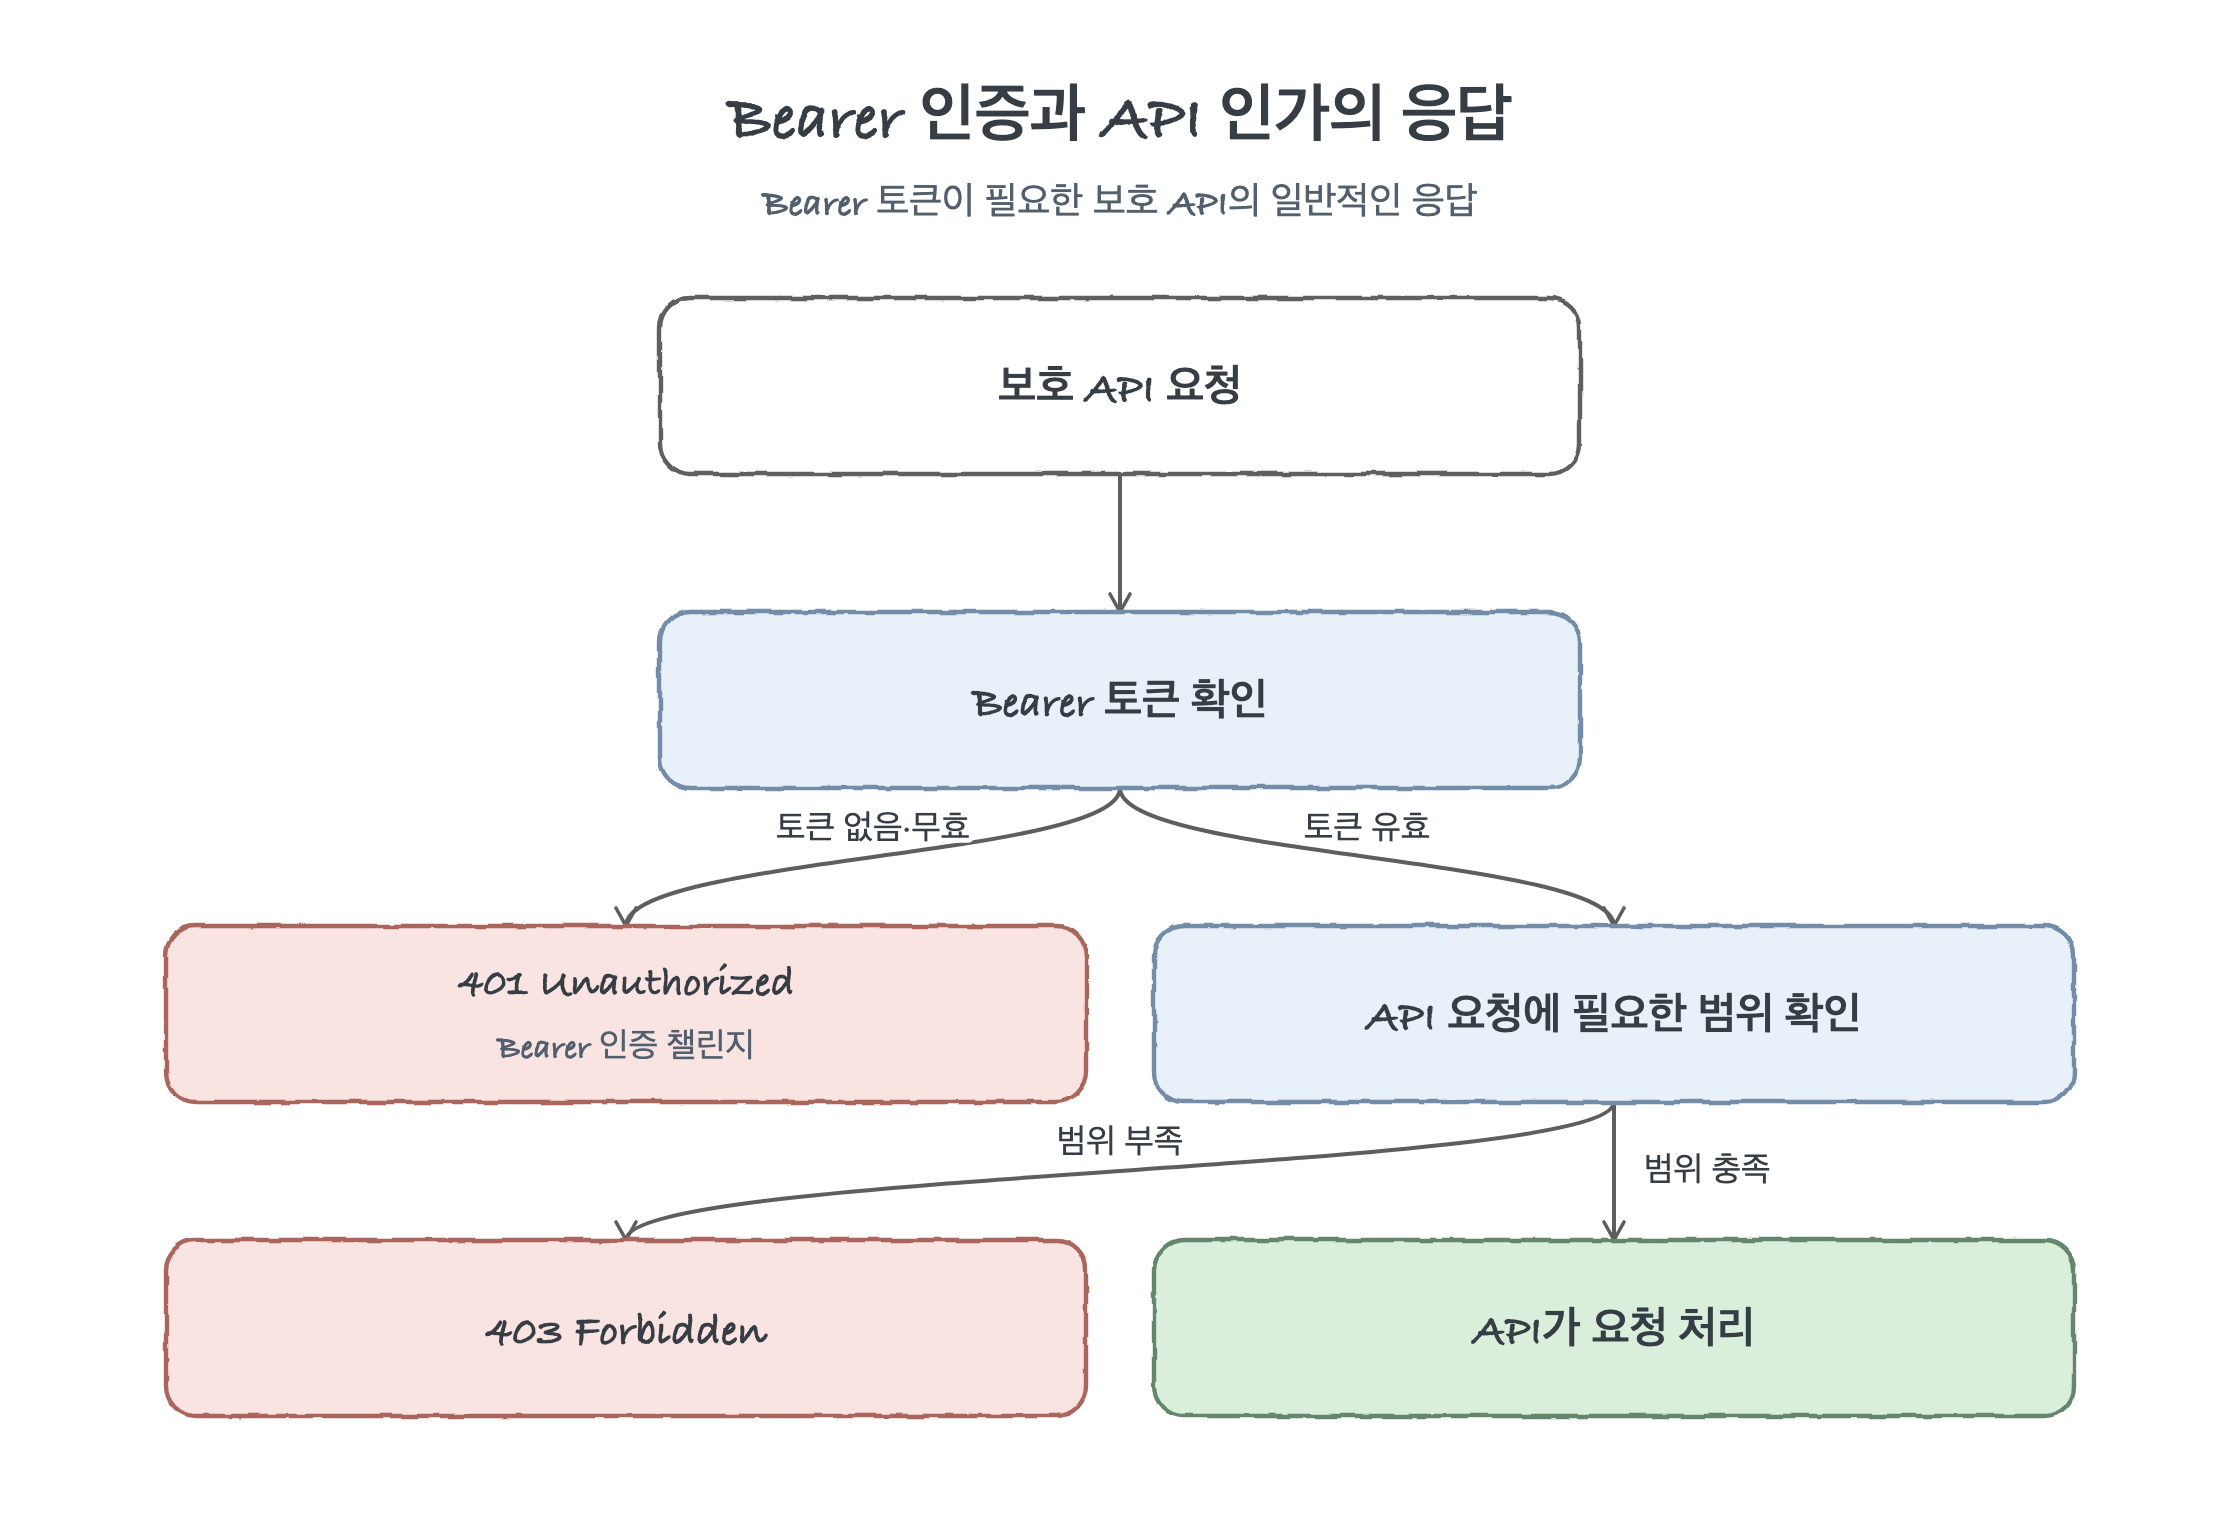 Bearer 인증과 API 인가의 응답
Bearer 토큰이 필요한 보호 API의 일반적인 응답
보호 API 요청
Bearer 토큰 확인
토큰 없음·무효
토큰 유효
401 Unauthorized
Bearer 인증 챌린지
API 요청에 필요한 범위 확인
범위 부족
범위 충족
403 Forbidden
API가 요청 처리